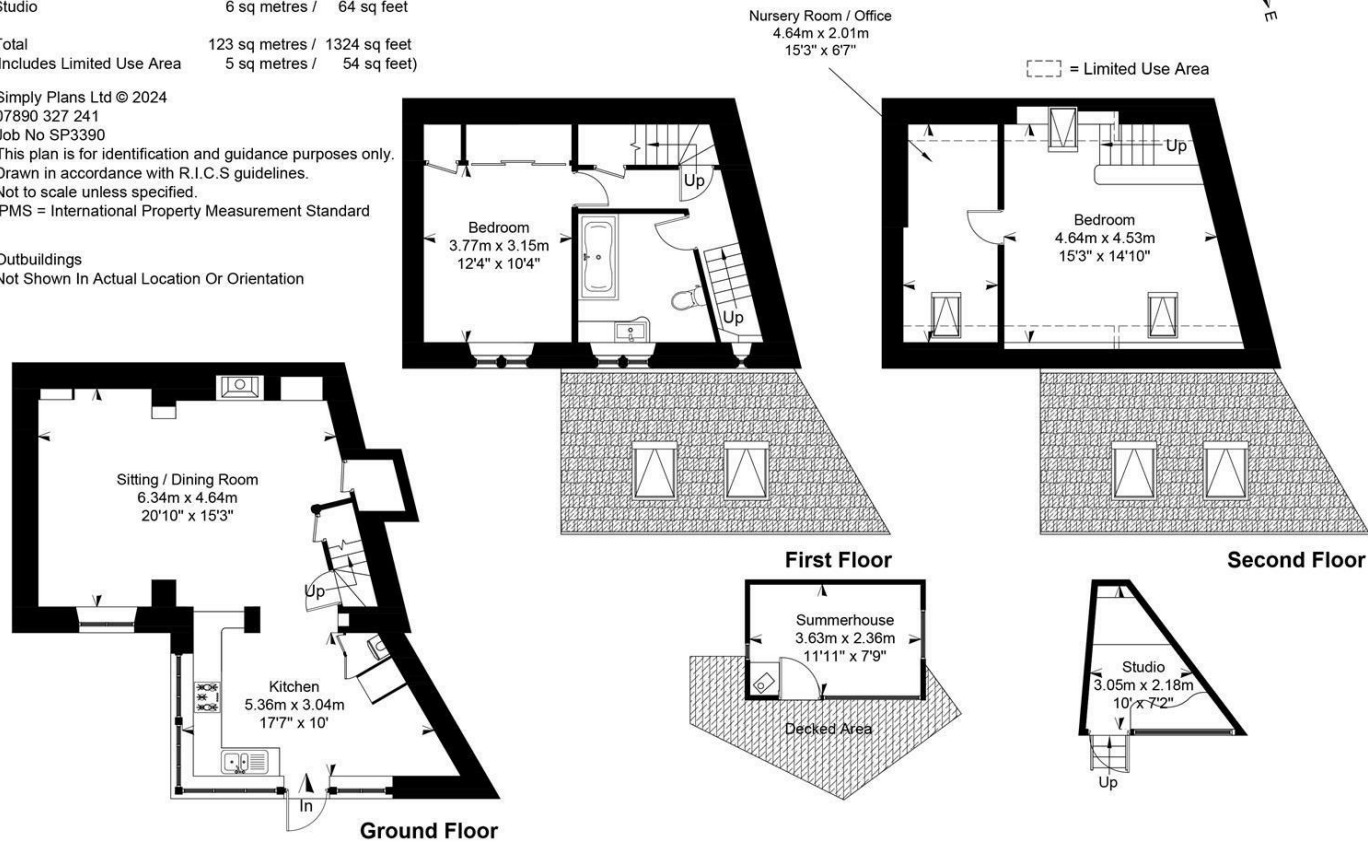 Studio 6 sq metres / 64 sq feet
Total 123 sq metres / 1324 sq feet
Includes Limited Use Area 5 sq metres / 54 sq feet)
Simply Plans Ltd © 2024
07890 327 241
Job No SP3390
This plan is for identification and guidance purposes only.
Drawn in accordance with R.I.C.S guidelines.
Not to scale unless specified.
IPMS = International Property Measurement Standard
Outbuildings
Not Shown In Actual Location Or Orientation
Nursery Room / Office
4.64m x 2.01m
15'3" x 6'7"
E
= Limited Use Area
Up
Bedroom
3.77m x 3.15m
12'4" x 10'4"
Up
Up
Bedroom
4.64m x 4.53m
15'3" x 14'10"
First Floor
Second Floor
Sitting / Dining Room
6.34m x 4.64m
20'10" x 15'3"
Up
Kitchen
5.36m x 3.04m
17'7" x 10'
In
Ground Floor
Summerhouse
3.63m x 2.36m
11'11" x 7'9"
Decked Area
Studio
3.05m x 2.18m
10' x 7'2"
Up